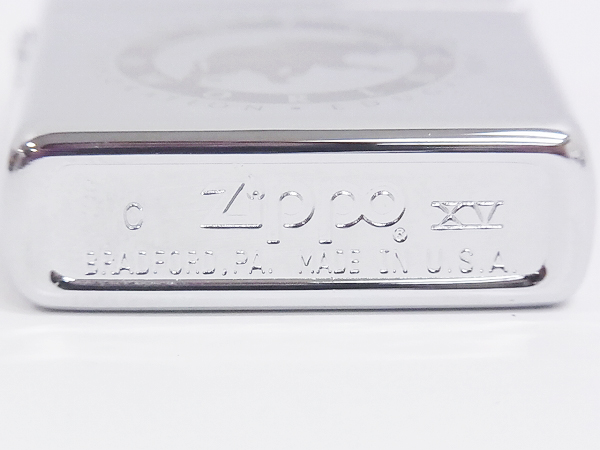 C Zippo® XV
BRADFORD, PA. MADE IN U.S.A.